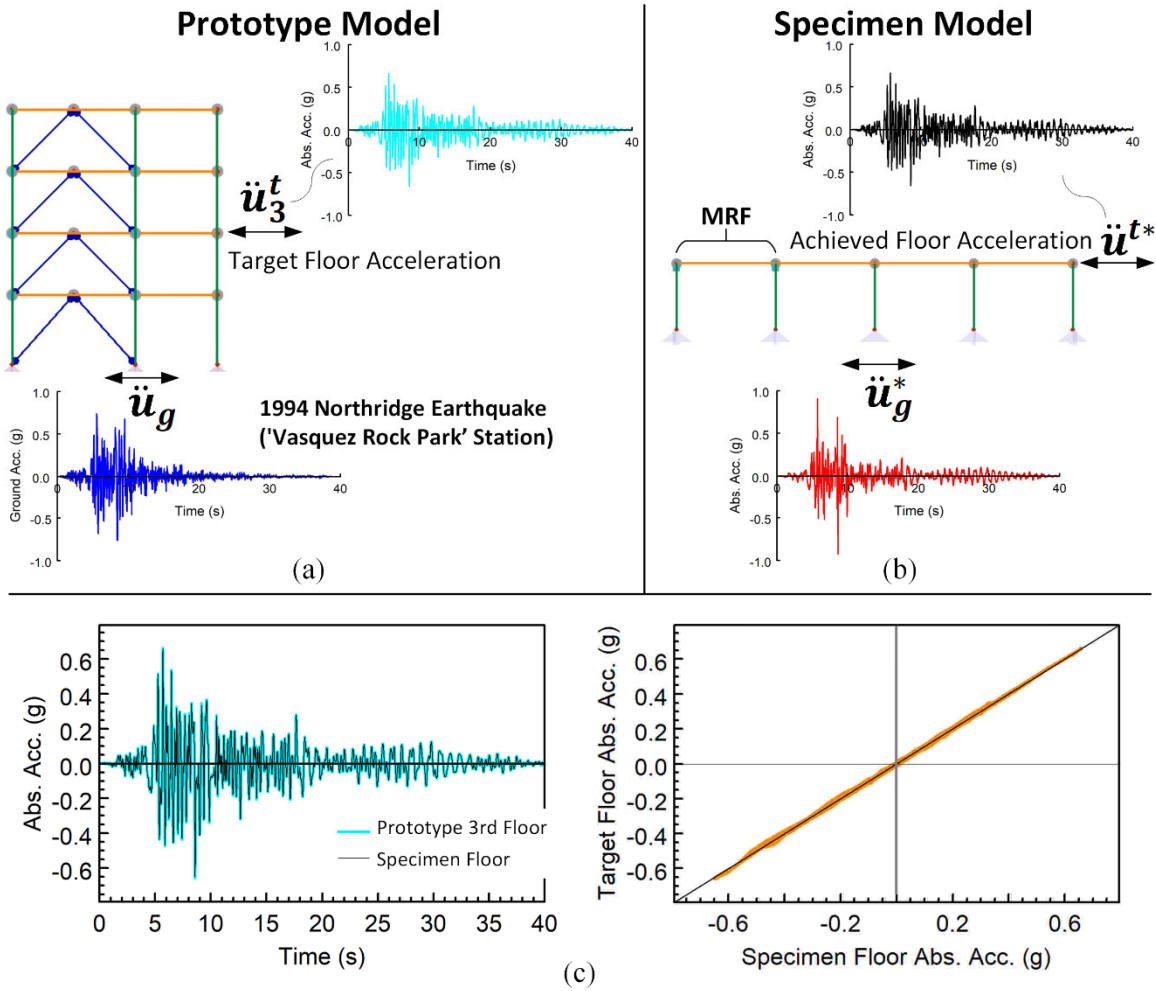 Prototype Model
1.0
0.5
0.0
-0.5
-1.0
0
10
20
30
40
Abs. Acc. (g)
Time (s)
ü₃ᵗ
Target Floor Acceleration
ü_g
1.0
0.5
0.0
-0.5
-1.0
0
10
20
30
40
Ground Acc. (g)
Time (s)
1994 Northridge Earthquake
('Vasquez Rock Park’ Station)
(a)
Specimen Model
1.0
0.5
0.0
-0.5
-1.0
0
10
20
30
40
Abs. Acc. (g)
Time (s)
MRF
Achieved Floor Acceleration
üᵗ*
ü_g*
1.0
0.5
0.0
-0.5
-1.0
0
10
20
30
40
Abs. Acc. (g)
Time (s)
(b)
0.6
0.4
0.2
0.0
-0.2
-0.4
-0.6
Abs. Acc. (g)
Prototype 3rd Floor
Specimen Floor
0 5 10 15 20 25 30 35 40
Time (s)
0.6
0.4
0.2
0.0
-0.2
-0.4
-0.6
Target Floor Abs. Acc. (g)
-0.6 -0.2 0.2 0.6
Specimen Floor Abs. Acc. (g)
(c)